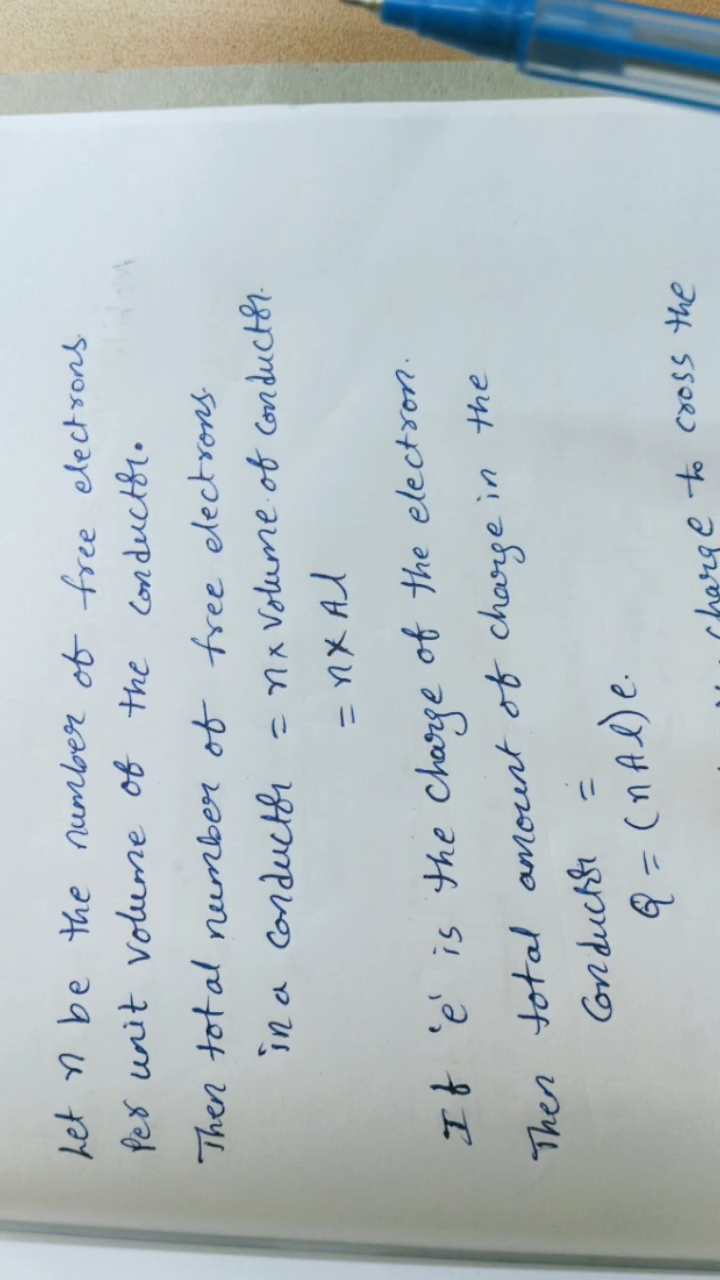 Let n be the number of free electrons.
Per unit volume of the conductor.
Then total number of free electrons.
in a conductor = n x volume of conductor.
= n x Al
If 'e' is the charge of the electron.
Then total amount of charge in the
Conductor =
Q = (n Al) e.
charge to cross the